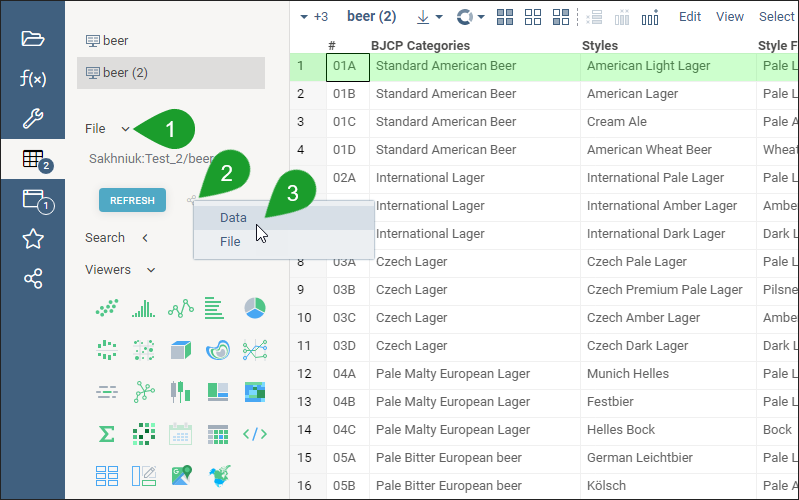 +3 beer (2) Edit View Select
beer
beer (2)
File
1
Sakhniuk:Test_2/beer
2
REFRESH
3
Data
File
Search
Viewers
f(x)
2
1
# BJCP Categories Styles Style F
1 01A Standard American Beer American Light Lager Pale L
2 01B Standard American Beer American Lager Pale L
3 01C Standard American Beer Cream Ale Pale A
4 01D Standard American Beer American Wheat Beer Wheat
02A International Lager International Pale Lager Pale L
International Lager International Amber Lager Amber
International Lager International Dark Lager Dark L
8 03A Czech Lager Czech Pale Lager Pale L
9 03B Czech Lager Czech Premium Pale Lager Pilsne
10 03C Czech Lager Czech Amber Lager Amber
11 03D Czech Lager Czech Dark Lager Dark L
12 04A Pale Malty European Lager Munich Helles Pale L
13 04B Pale Malty European Lager Festbier Pale L
14 04C Pale Malty European Lager Helles Bock Bock
15 05A Pale Bitter European beer German Leichtbier Pale L
16 05B Pale Bitter European beer Kölsch Pale A